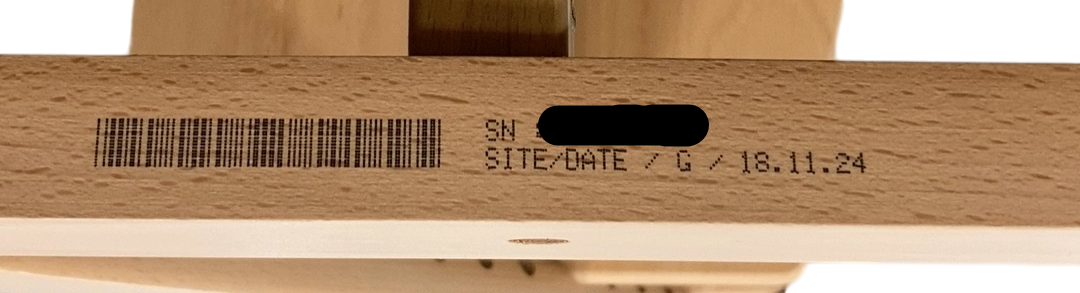 SN
SITE/DATE / G / 18.11.24